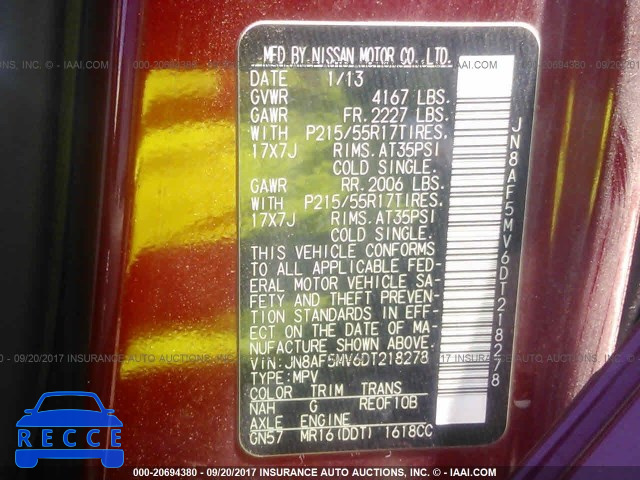 MFD BY NISSAN MOTOR CO.,LTD.
DATE 1/13
GVWR 4167 LBS.
GAWR FR. 2227 LBS.
WITH P215/55R17TIRES.
17X7J RIMS. AT35PSI
COLD SINGLE.
GAWR RR. 2006 LBS.
WITH P215/55R17TIRES.
17X7J RIMS. AT35PSI
COLD SINGLE.
THIS VEHICLE CONFORMS
TO ALL APPLICABLE FED-
ERAL MOTOR VEHICLE SA-
FETY AND THEFT PREVEN-
TION STANDARDS IN EFF-
ECT ON THE DATE OF MA-
NUFACTURE SHOWN ABOVE.
VIN:JN8AF5MV6DT218278
TYPE:MPV
COLOR TRIM TRANS
NAH G RE0F10B
AXLE ENGINE
GN57 MR16(DDT) 1618CC
JN8AF5MV6DT218278
RECCE
000-20694380 - 09/20/2017 INSURANCE AUTO AUCTIONS, INC. - IAAI.COM